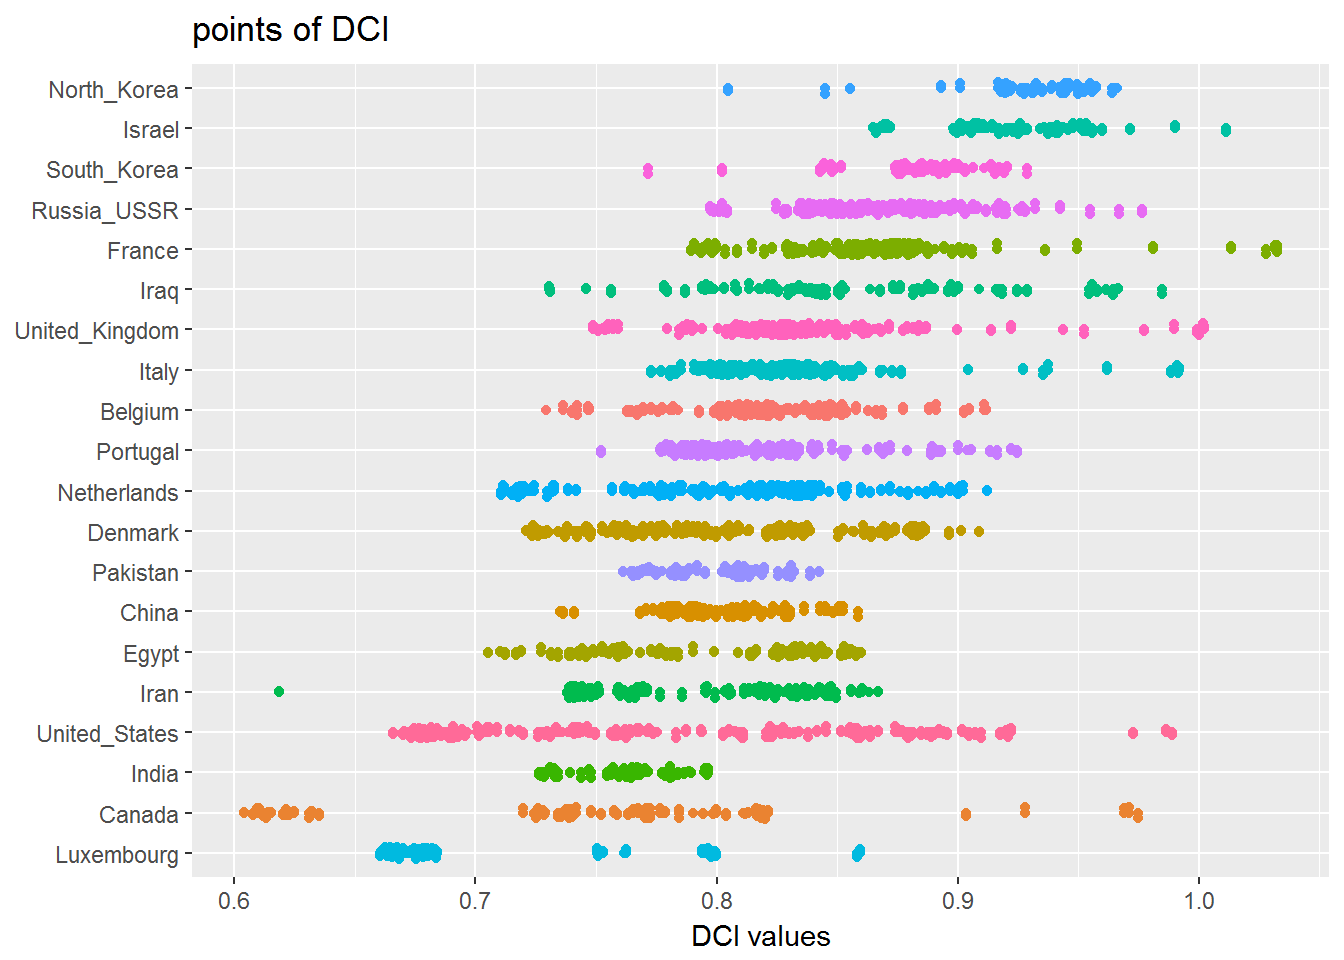 points of DCI
North_Korea
Israel
South_Korea
Russia_USSR
France
Iraq
United_Kingdom
Italy
Belgium
Portugal
Netherlands
Denmark
Pakistan
China
Egypt
Iran
United_States
India
Canada
Luxembourg
0.6 0.7 0.8 0.9 1.0
DCI values